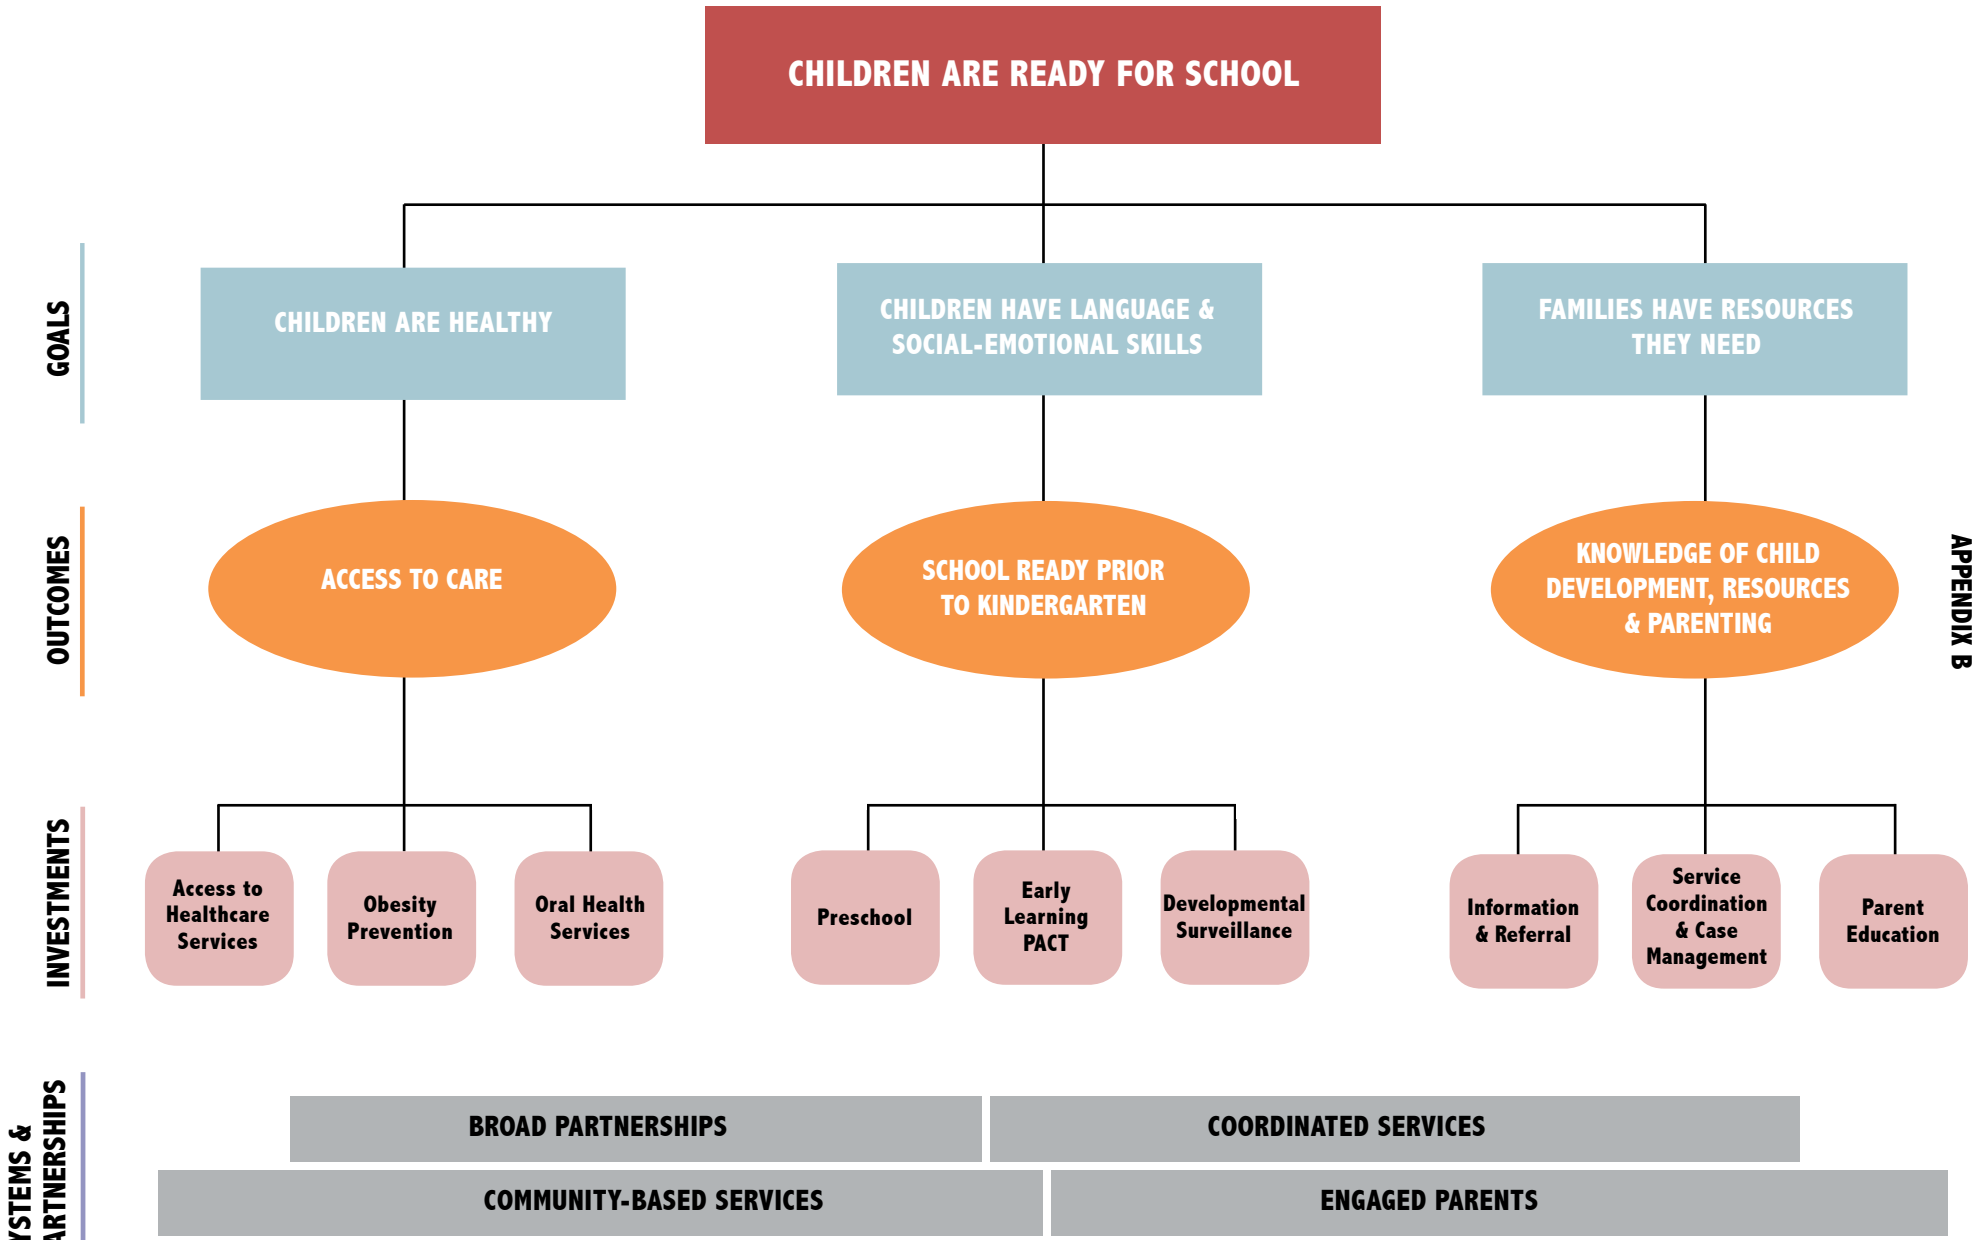 CHILDREN ARE READY FOR SCHOOL
GOALS
CHILDREN ARE HEALTHY
CHILDREN HAVE LANGUAGE &
SOCIAL-EMOTIONAL SKILLS
FAMILIES HAVE RESOURCES
THEY NEED
OUTCOMES
ACCESS TO CARE
SCHOOL READY PRIOR
TO KINDERGARTEN
KNOWLEDGE OF CHILD
DEVELOPMENT, RESOURCES
& PARENTING
APPENDIX B
INVESTMENTS
Access to
Healthcare
Services
Obesity
Prevention
Oral Health
Services
Preschool
Early
Learning
PACT
Developmental
Surveillance
Information
& Referral
Service
Coordination
& Case
Management
Parent
Education
YSTEMS &
ARTNERSHIPS
BROAD PARTNERSHIPS
COORDINATED SERVICES
COMMUNITY-BASED SERVICES
ENGAGED PARENTS